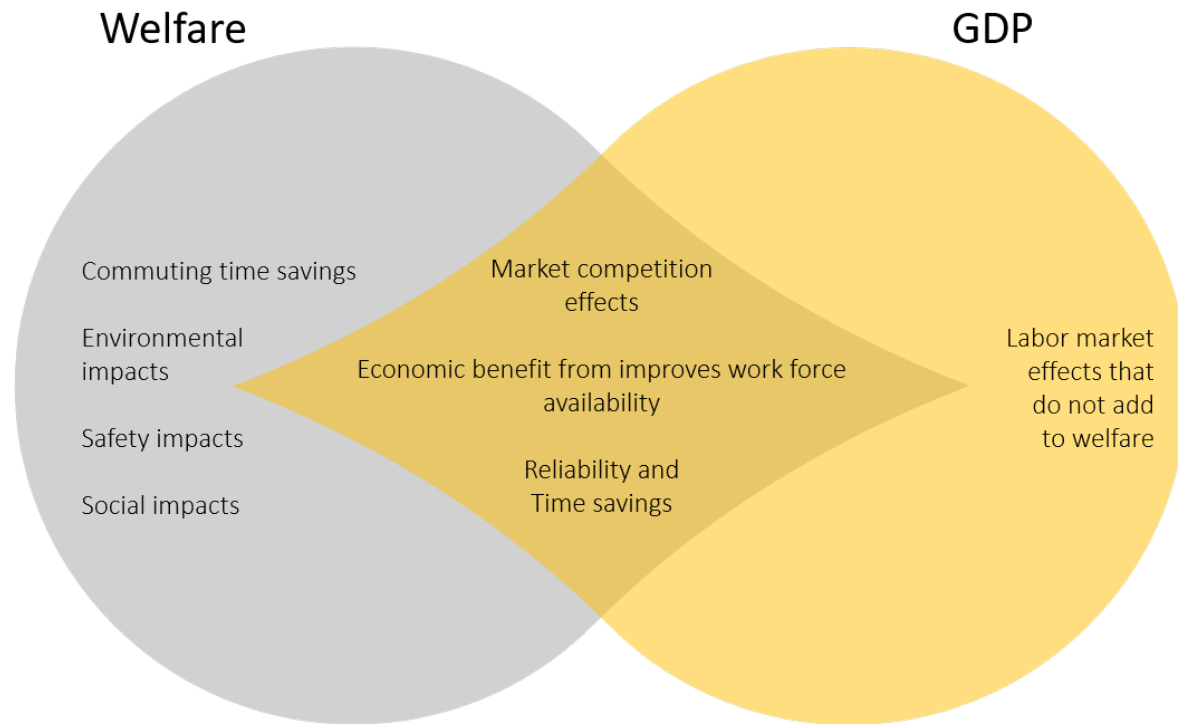 Welfare
GDP
Commuting time savings
Environmental
impacts
Safety impacts
Social impacts
Market competition
effects
Economic benefit from improves work force
availability
Reliability and
Time savings
Labor market
effects that
do not add
to welfare